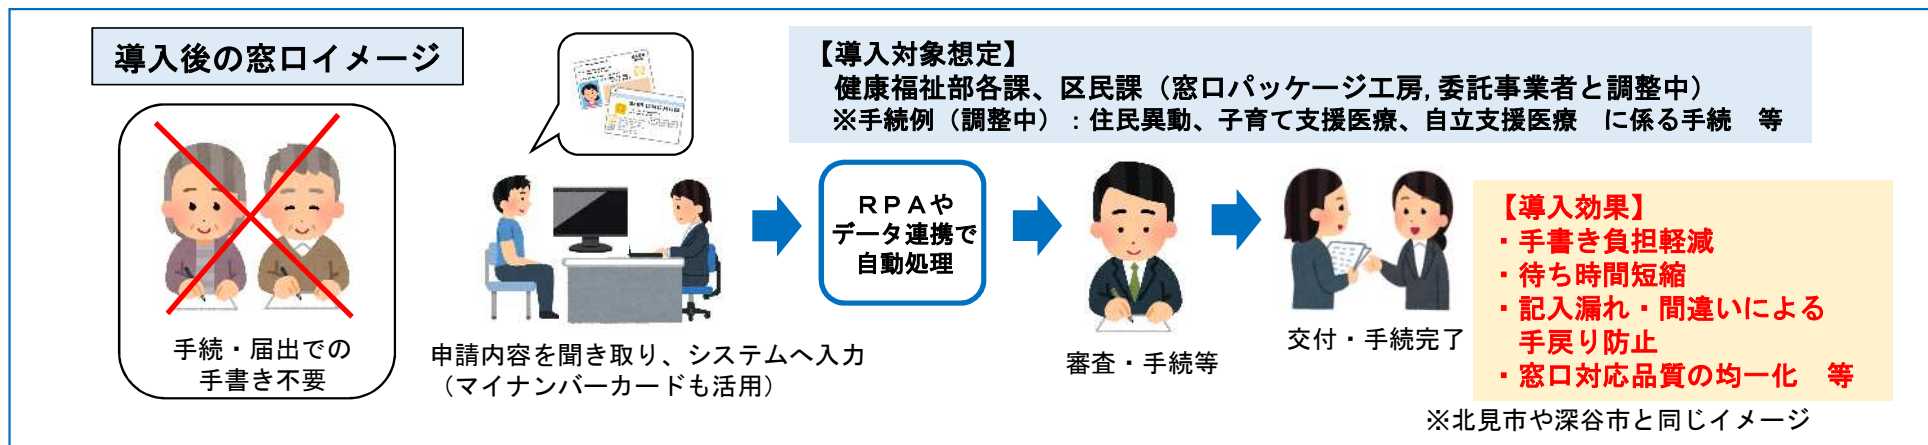 導入後の窓口イメージ
【導入対象想定】
健康福祉部各課、区民課（窓口パッケージ工房,委託事業者と調整中）
※手続例（調整中）：住民異動、子育て支援医療、自立支援医療　に係る手続　等
手続・届出での
手書き不要
申請内容を聞き取り、システムへ入力
（マイナンバーカードも活用）
ＲＰＡや
データ連携で
自動処理
審査・手続等
交付・手続完了
【導入効果】
・手書き負担軽減
・待ち時間短縮
・記入漏れ・間違いによる
手戻り防止
・窓口対応品質の均一化　等
※北見市や深谷市と同じイメージ